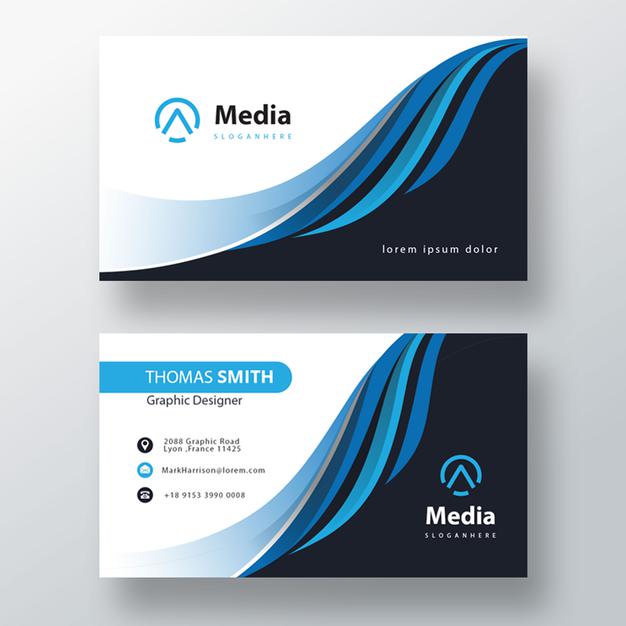 Media
SLOGANHERE
lorem ipsum dolor
THOMAS SMITH
Graphic Designer
2088 Graphic Road
Lyon ,France 11425
MarkHarrison@lorem.com
+18 9153 3990 0008
Media
SLOGANHERE